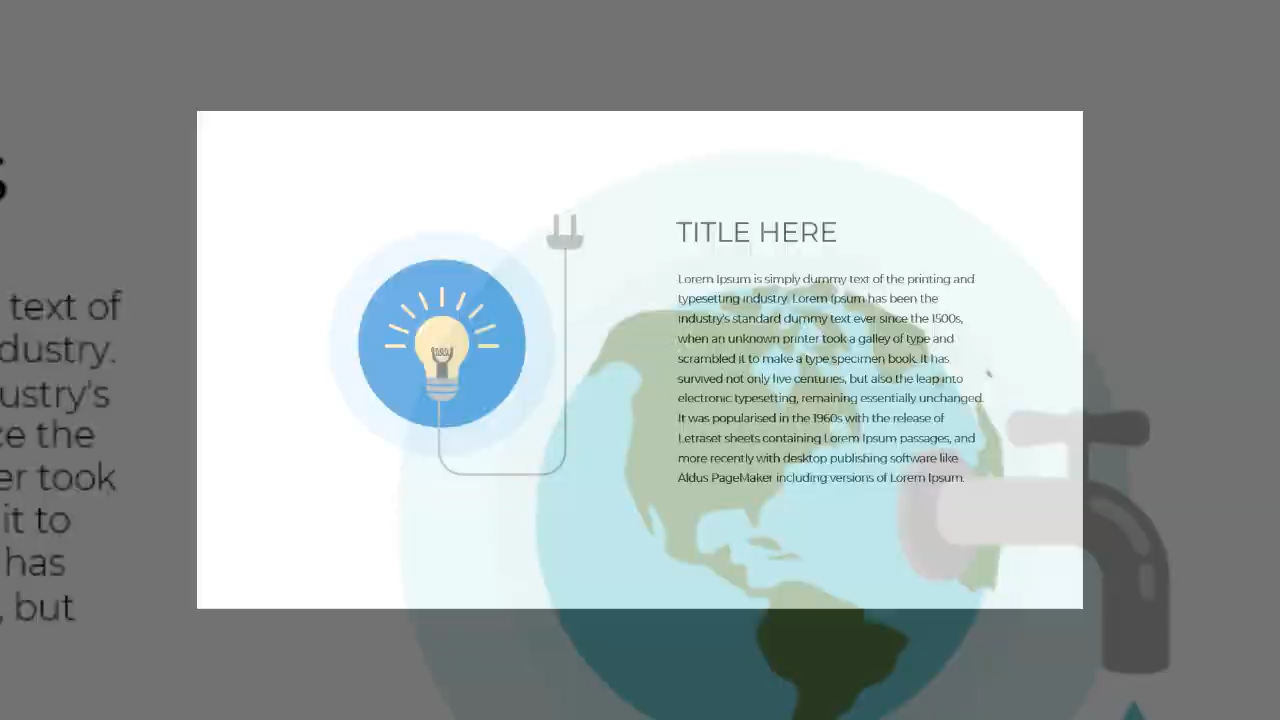 S
text of
dustry.
ustry's
ce the
er took
it to
has
, but
TITLE HERE
Lorem Ipsum is simply dummy text of the printing and
typesetting industry. Lorem Ipsum has been the
industry's standard dummy text ever since the 1500s,
when an unknown printer took a galley of type and
scrambled it to make a type specimen book. It has
survived not only five centuries, but also the leap into
electronic typesetting, remaining essentially unchanged.
It was popularised in the 1960s with the release of
Letraset sheets containing Lorem Ipsum passages, and
more recently with desktop publishing software like
Aldus PageMaker including versions of Lorem Ipsum.